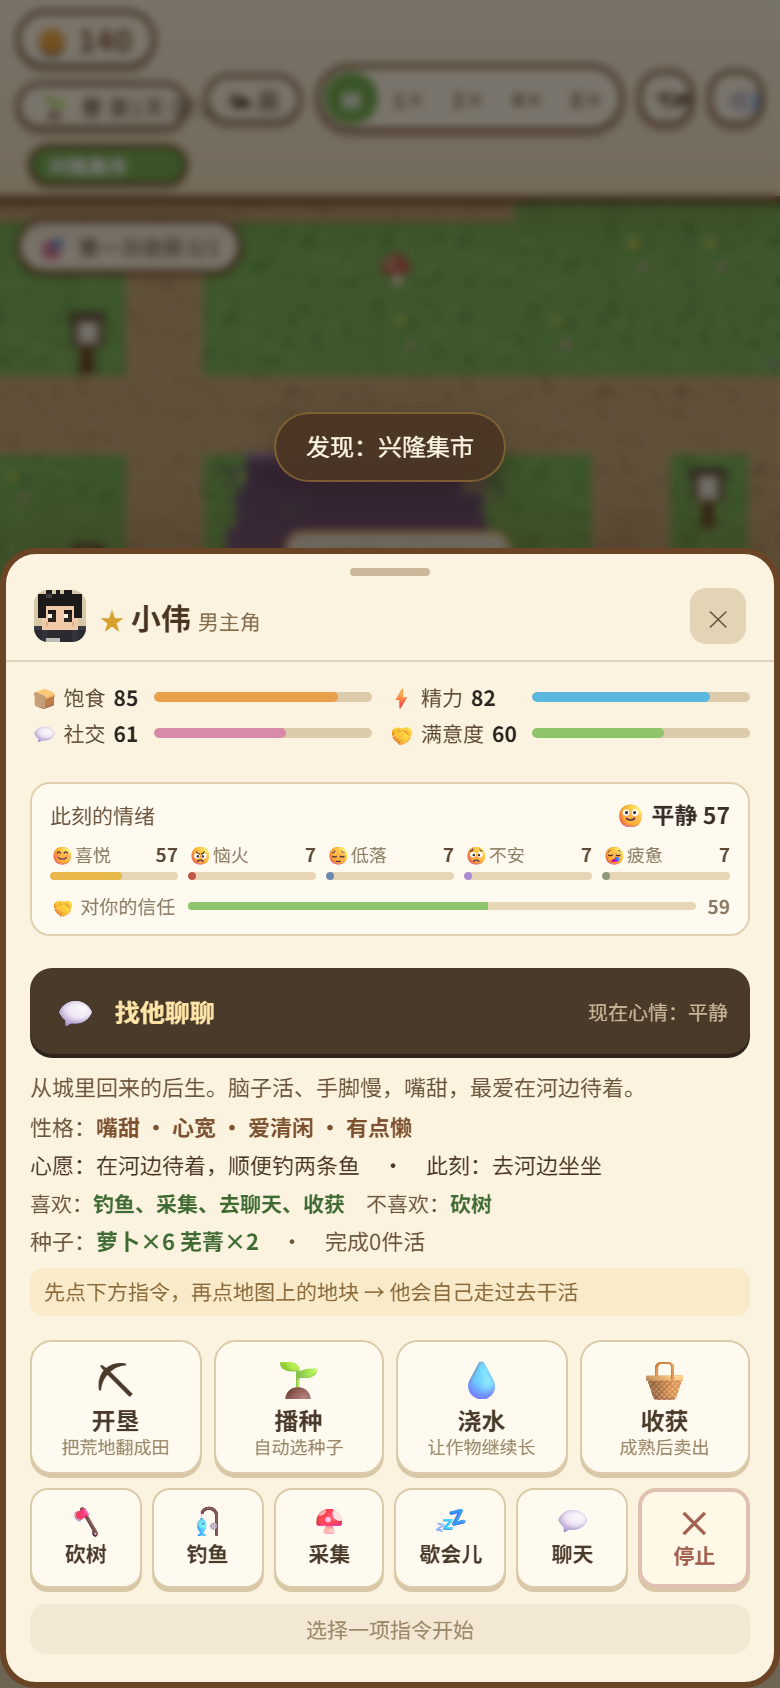 140
兴隆集市
发现：兴隆集市
★ 小伟 男主角
饱食 85 精力 82
社交 61 满意度 60
此刻的情绪 平静 57
喜悦 57 恼火 7 低落 7 不安 7 疲惫 7
对你的信任 59
找他聊聊 现在心情：平静
从城里回来的后生。脑子活、手脚慢，嘴甜，最爱在河边待着。
性格：嘴甜 · 心宽 · 爱清闲 · 有点懒
心愿：在河边待着，顺便钓两条鱼 · 此刻：去河边坐坐
喜欢：钓鱼、采集、去聊天、收获 不喜欢：砍树
种子：萝卜×6 芜菁×2 · 完成0件活
先点下方指令，再点地图上的地块 → 他会自己走过去干活
开垦 播种 浇水 收获
把荒地翻成田 自动选种子 让作物继续长 成熟后卖出
砍树 钓鱼 采集 歇会儿 聊天 停止
选择一项指令开始